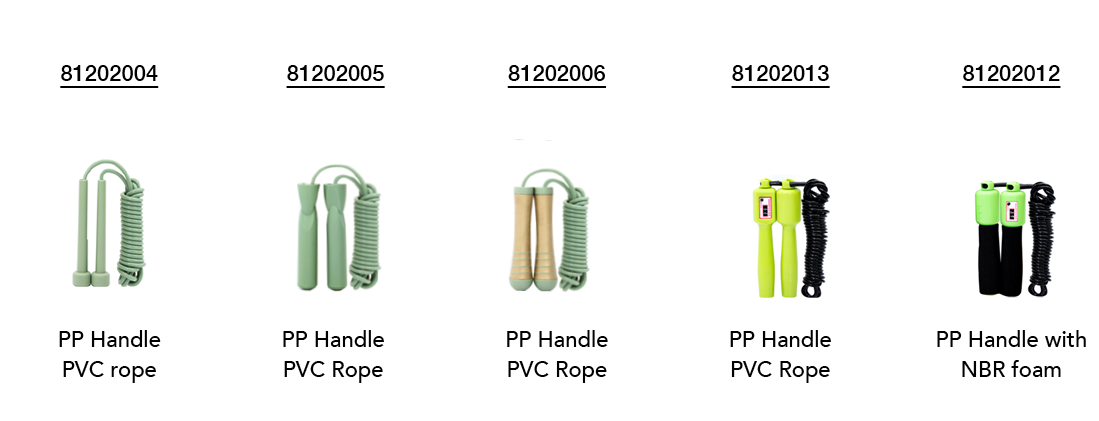 81202004
81202005
81202006
81202013
81202012
PP Handle
PVC rope
PP Handle
PVC Rope
PP Handle
PVC Rope
PP Handle
PVC Rope
PP Handle with
NBR foam